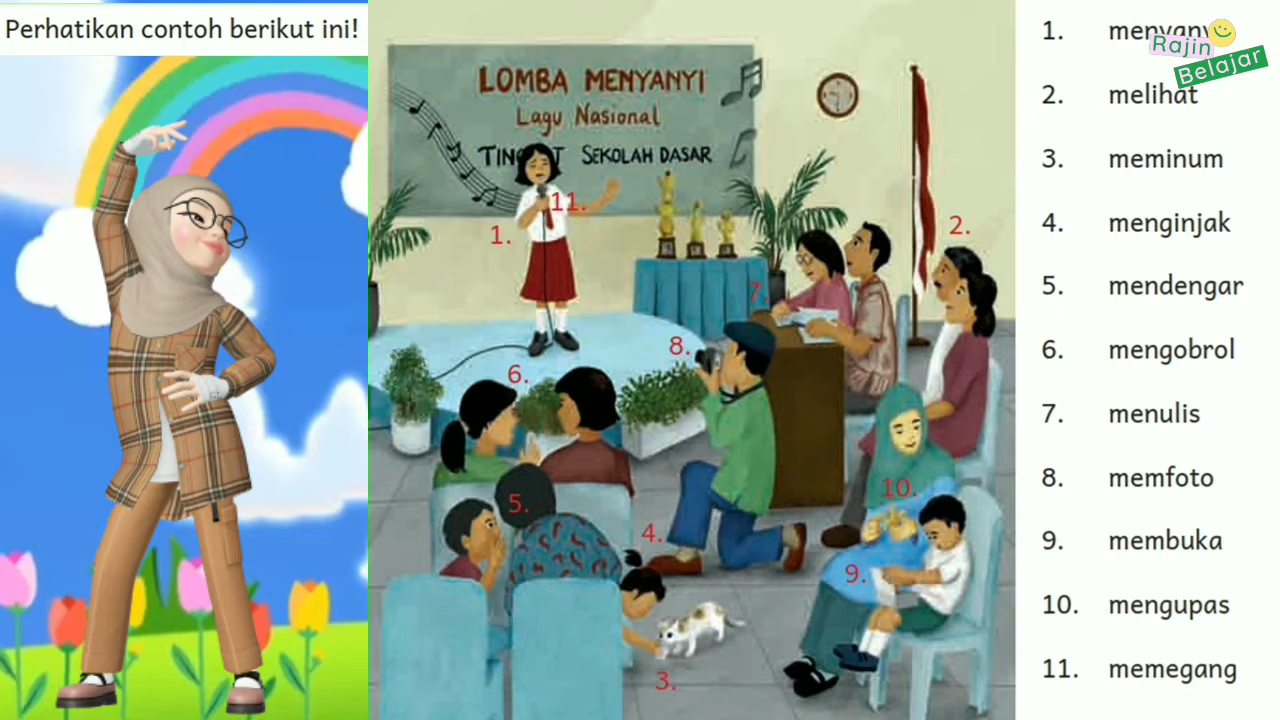 Perhatikan contoh berikut ini!
LOMBA MENYANYI
Lagu Nasional
SEKOLAH DASAR
11.
1.
2.
7.
8.
6.
5.
10.
4.
9.
3.
1.
2. melihat
3. meminum
4. menginjak
5. mendengar
6. mengobrol
7. menulis
8. memfoto
9. membuka
10. mengupas
11. memegang
Rajin
Belajar